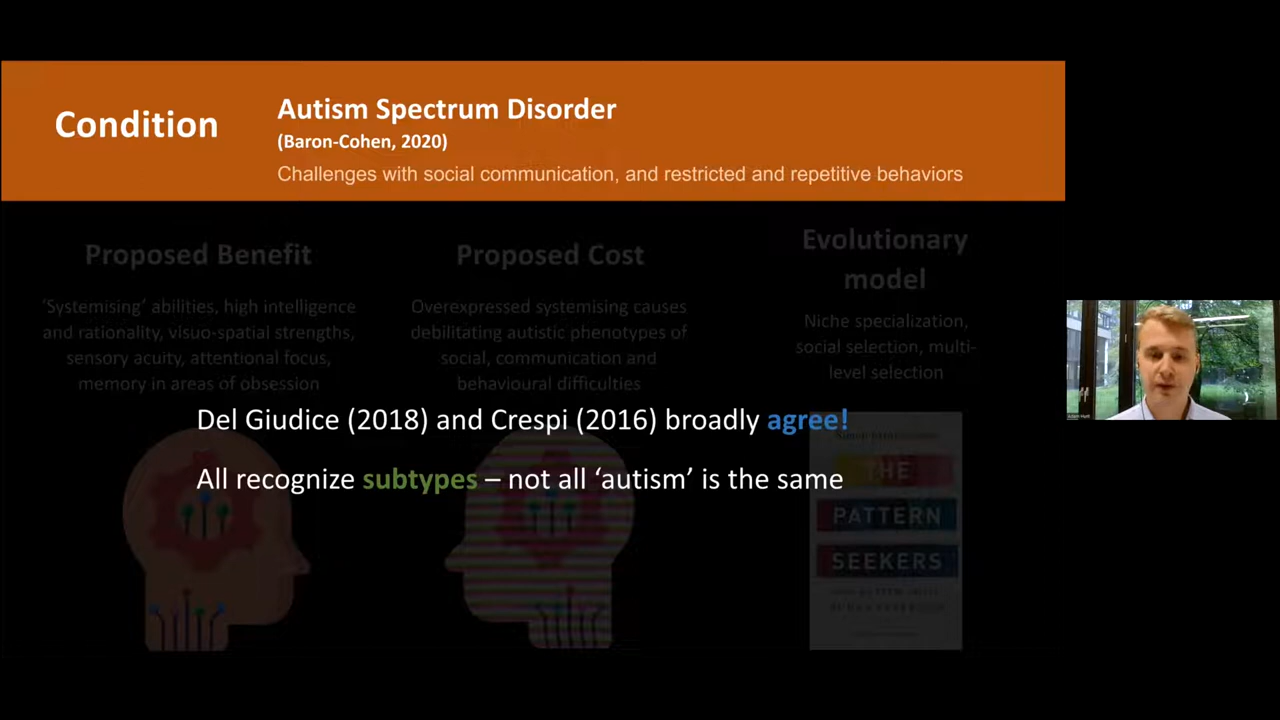 Condition
Autism Spectrum Disorder
(Baron-Cohen, 2020)
Challenges with social communication, and restricted and repetitive behaviors
Proposed Benefit
'Systemising' abilities, high intelligence
and rationality, visuo-spatial strengths,
sensory acuity, attentional focus,
memory in areas of obsession
Proposed Cost
Overexpressed systemising causes
debilitating autistic phenotypes of
social, communication and
behavioural difficulties
Evolutionary
model
Niche specialization,
social selection, multi-
level selection
Del Giudice (2018) and Crespi (2016) broadly agree!
All recognize subtypes – not all 'autism' is the same
THE
PATTERN
SEEKERS
Adam Hunt